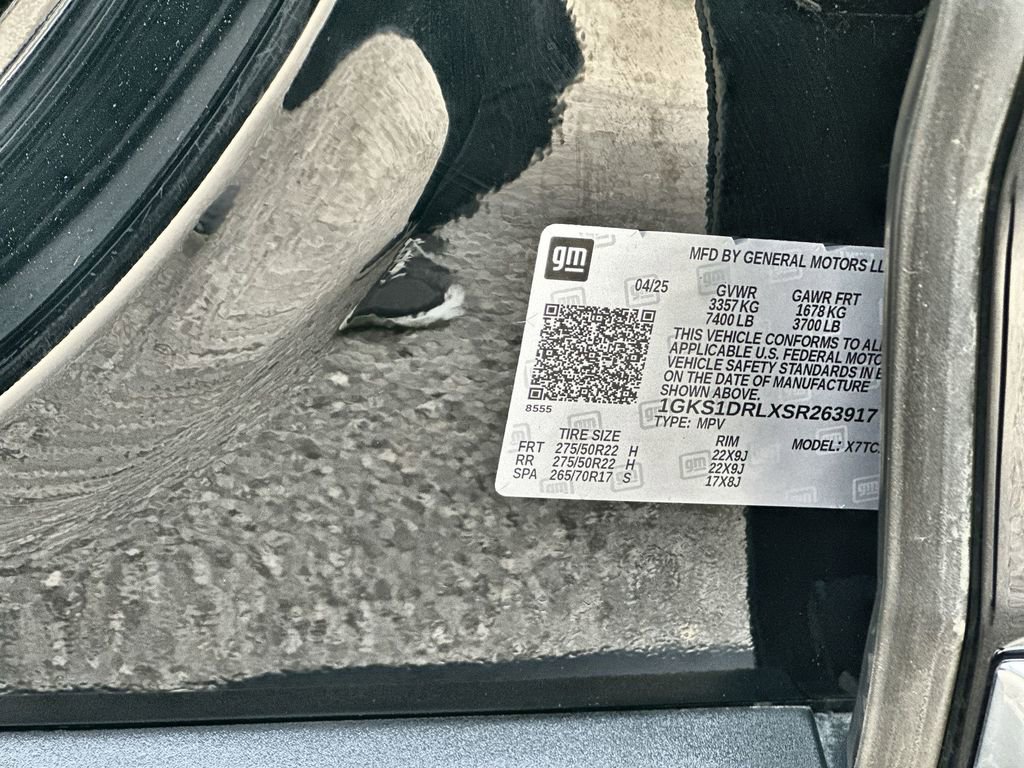 gm
MFD BY GENERAL MOTORS LL
04/25
GVWR GAWR FRT
3357 KG 1678 KG
7400 LB 3700 LB
THIS VEHICLE CONFORMS TO ALL
APPLICABLE U.S. FEDERAL MOTO
VEHICLE SAFETY STANDARDS IN E
ON THE DATE OF MANUFACTURE
SHOWN ABOVE.
8555
1GKS1DRLXSR263917
TYPE: MPV
TIRE SIZE RIM MODEL: X7TC
FRT 275/50R22 H 22X9J
RR 275/50R22 H 22X9J
SPA 265/70R17 S 17X8J